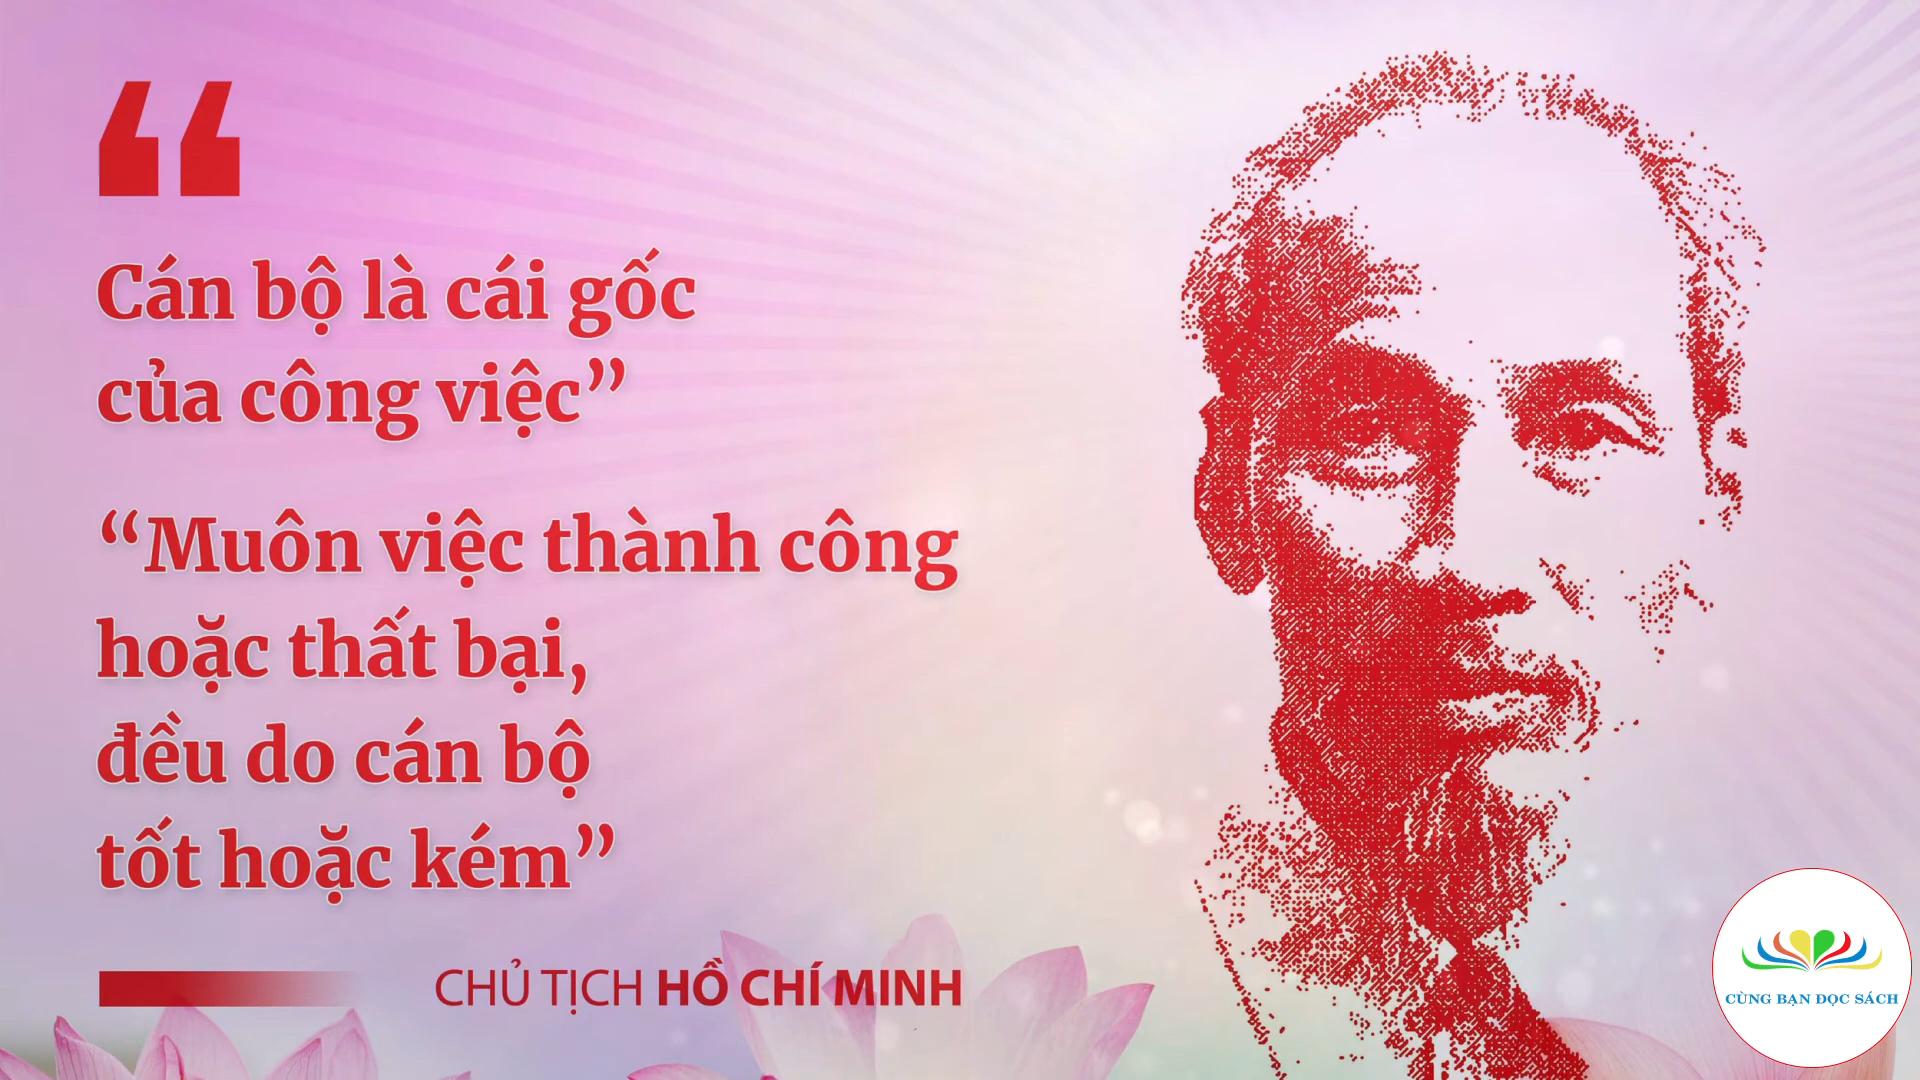 “
Cán bộ là cái gốc
của công việc”
“Muôn việc thành công
hoặc thất bại,
đều do cán bộ
tốt hoặc kém”
CHỦ TỊCH HỒ CHÍ MINH
CÙNG BẠN ĐỌC SÁCH